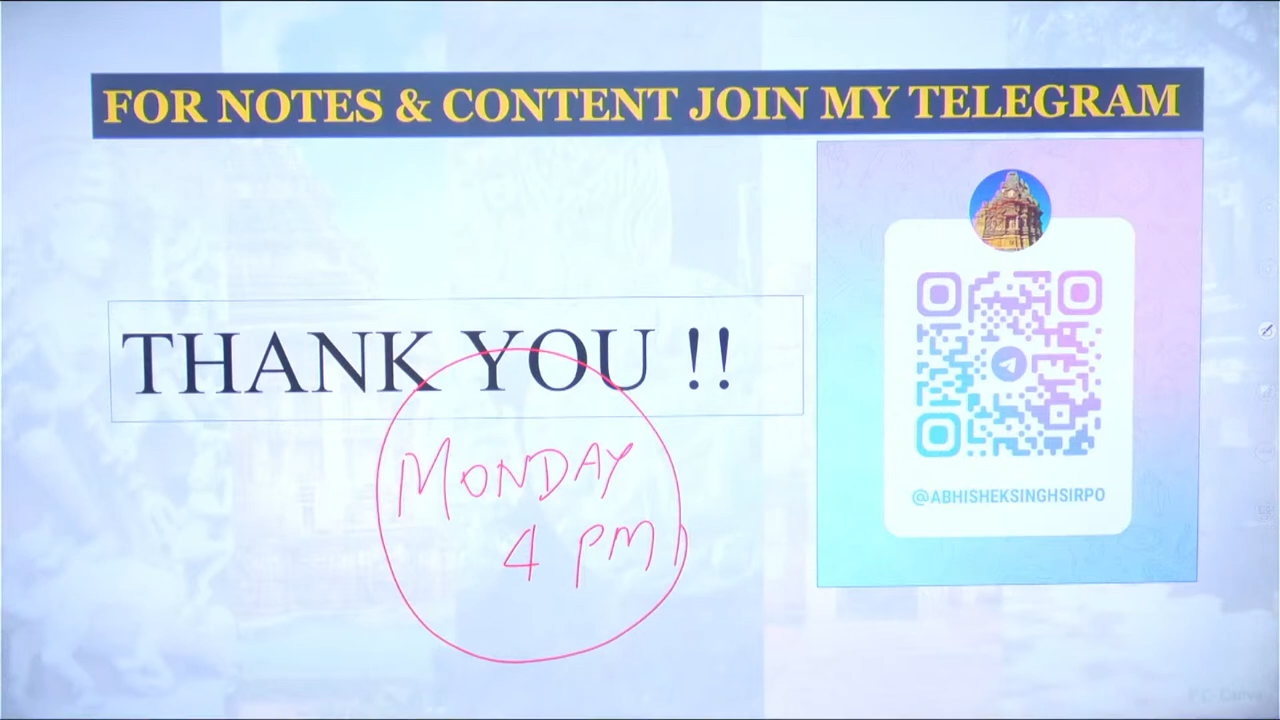 FOR NOTES & CONTENT JOIN MY TELEGRAM
THANK YOU !!
MONDAY
4 PM
@ABHISHEKSINGHSIRPO